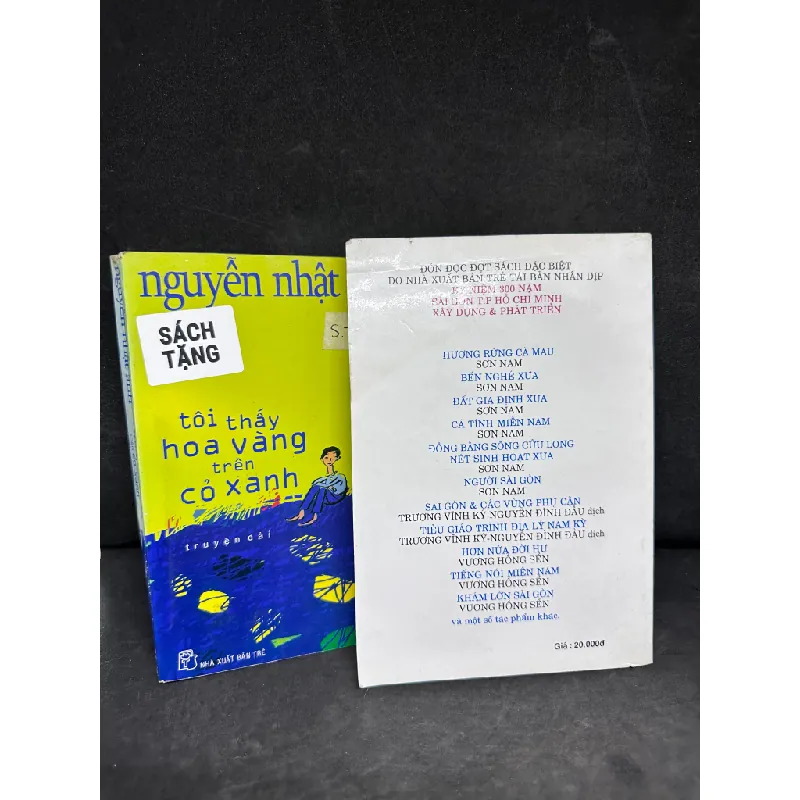 nguyễn nhật
SÁCH
TẶNG
S.
tôi thấy
hoa vàng
trên
cỏ xanh
truyện dài
NHÀ XUẤT BẢN TRẺ
NGUYỄN NHẬT ÁNH
ĐÓN ĐỌC ĐỢT SÁCH ĐẶC BIỆT
DO NHÀ XUẤT BẢN TRẺ TÁI BẢN NHÂN DỊP
KỶ NIỆM 300 NĂM
SÀI GÒN T.P HỒ CHÍ MINH
XÂY DỰNG & PHÁT TRIỂN
HƯƠNG RỪNG CÀ MAU
SƠN NAM
BẾN NGHÉ XƯA
SƠN NAM
ĐẤT GIA ĐỊNH XƯA
SƠN NAM
CÁ TÍNH MIỀN NAM
SƠN NAM
ĐỒNG BẰNG SÔNG CỬU LONG
NÉT SINH HOẠT XƯA
SƠN NAM
NGƯỜI SÀI GÒN
SƠN NAM
SÀI GÒN & CÁC VÙNG PHỤ CẬN
TRƯƠNG VĨNH KÝ-NGUYỄN ĐÌNH ĐẦU dịch
TIỂU GIÁO TRÌNH ĐỊA LÝ NAM KỲ
TRƯƠNG VĨNH KÝ-NGUYỄN ĐÌNH ĐẦU dịch
HƠN NỬA ĐỜI HƯ
VƯƠNG HỒNG SỂN
TIẾNG NÓI MIỀN NAM
VƯƠNG HỒNG SỂN
KHÁM LỚN SÀI GÒN
VƯƠNG HỒNG SỂN
và một số tác phẩm khác.
Giá : 20.000đ